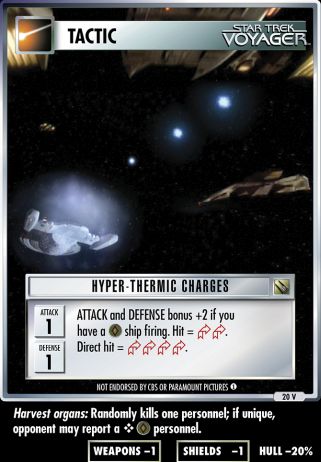 TACTIC
STAR TREK
VOYAGER
HYPER-THERMIC CHARGES
ATTACK
1
DEFENSE
1
ATTACK and DEFENSE bonus +2 if you
have a ship firing. Hit =
Direct hit =
NOT ENDORSED BY CBS OR PARAMOUNT PICTURES
20 V
Harvest organs: Randomly kills one personnel; if unique,
opponent may report a personnel.
WEAPONS –1
SHIELDS –1
HULL –20%